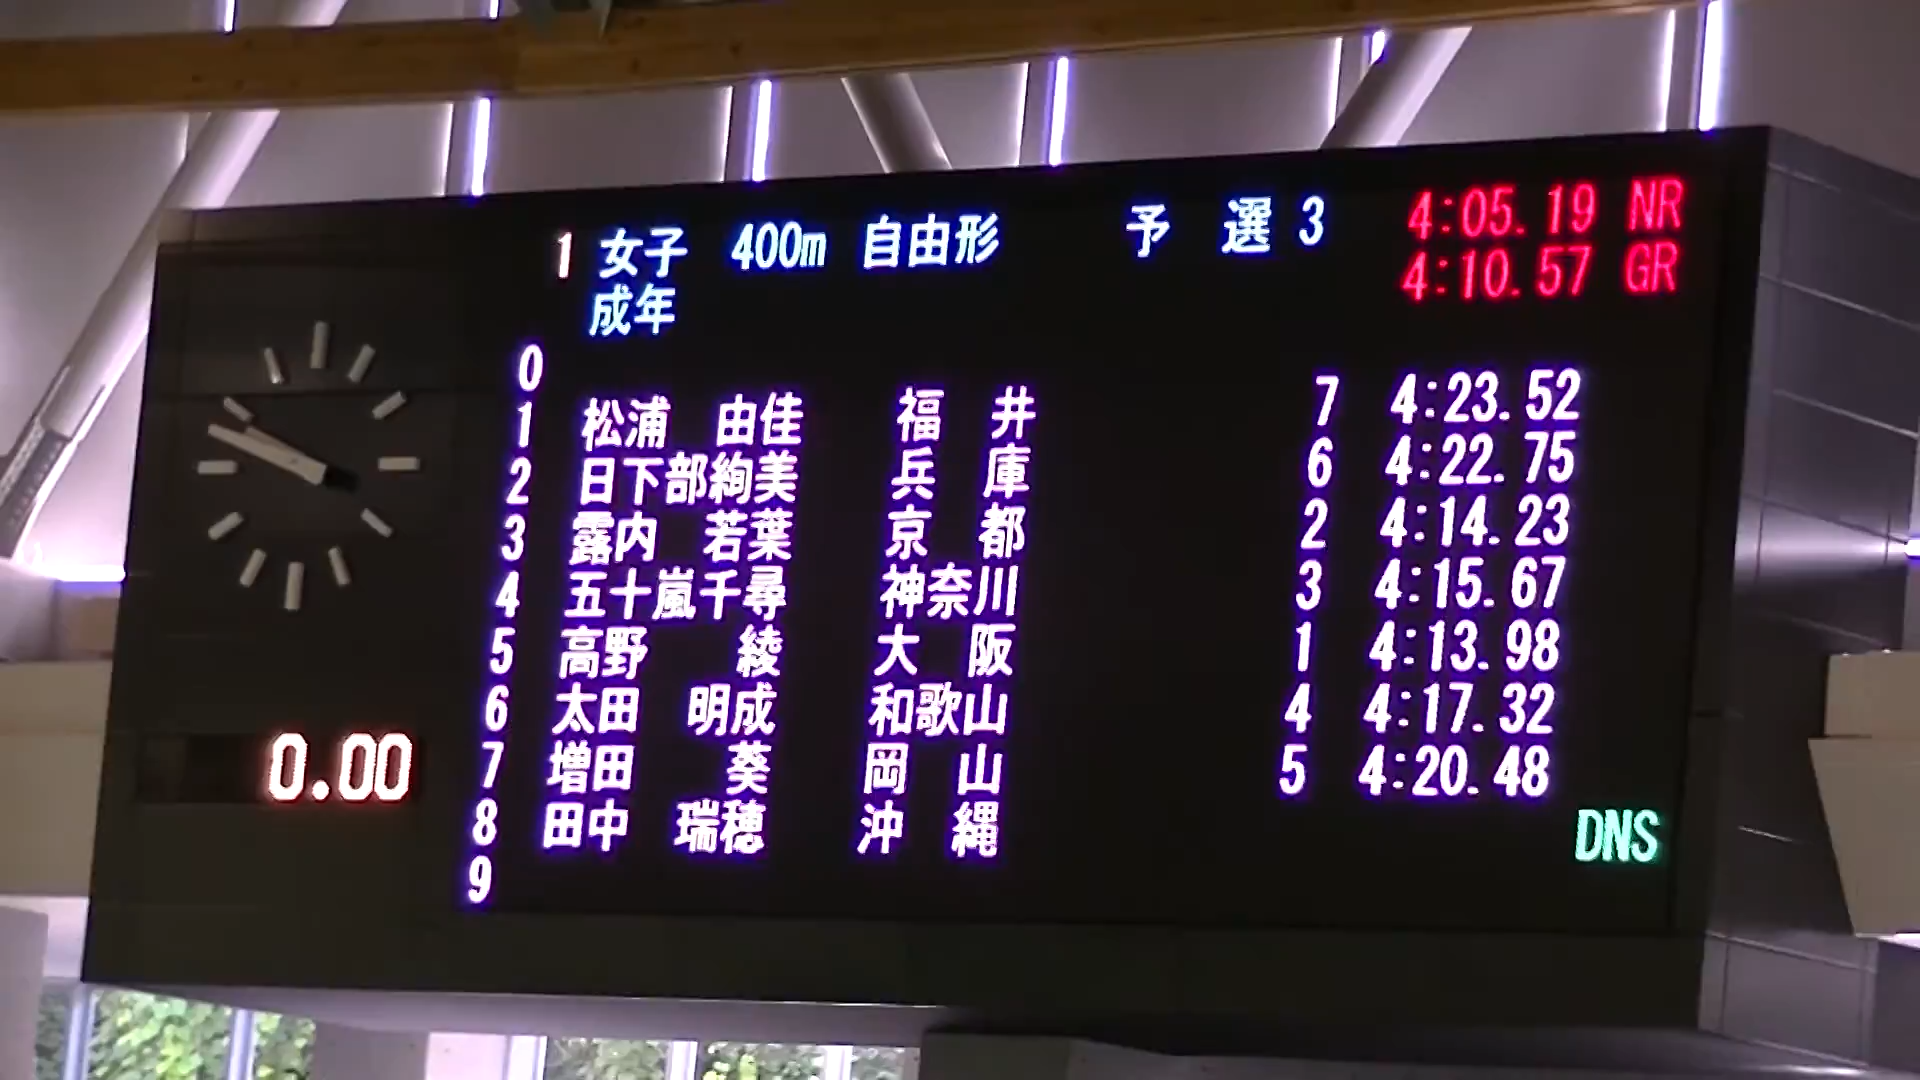 1 女子 400m 自由形 予 選 3 4:05.19 NR
成年 4:10.57 GR
0
1 松浦 由佳 福 井 7 4:23.52
2 日下部絢美 兵 庫 6 4:22.75
3 露内 若葉 京 都 2 4:14.23
4 五十嵐千尋 神奈川 3 4:15.67
5 高野 綾 大 阪 1 4:13.98
6 太田 明成 和歌山 4 4:17.32
7 増田 葵 岡 山 5 4:20.48
8 田中 瑞穂 沖 縄 DNS
9
0.00